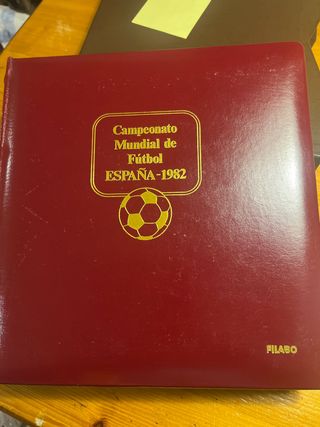 Campeonato
Mundial de
Fútbol
ESPAÑA-1982
FILABO